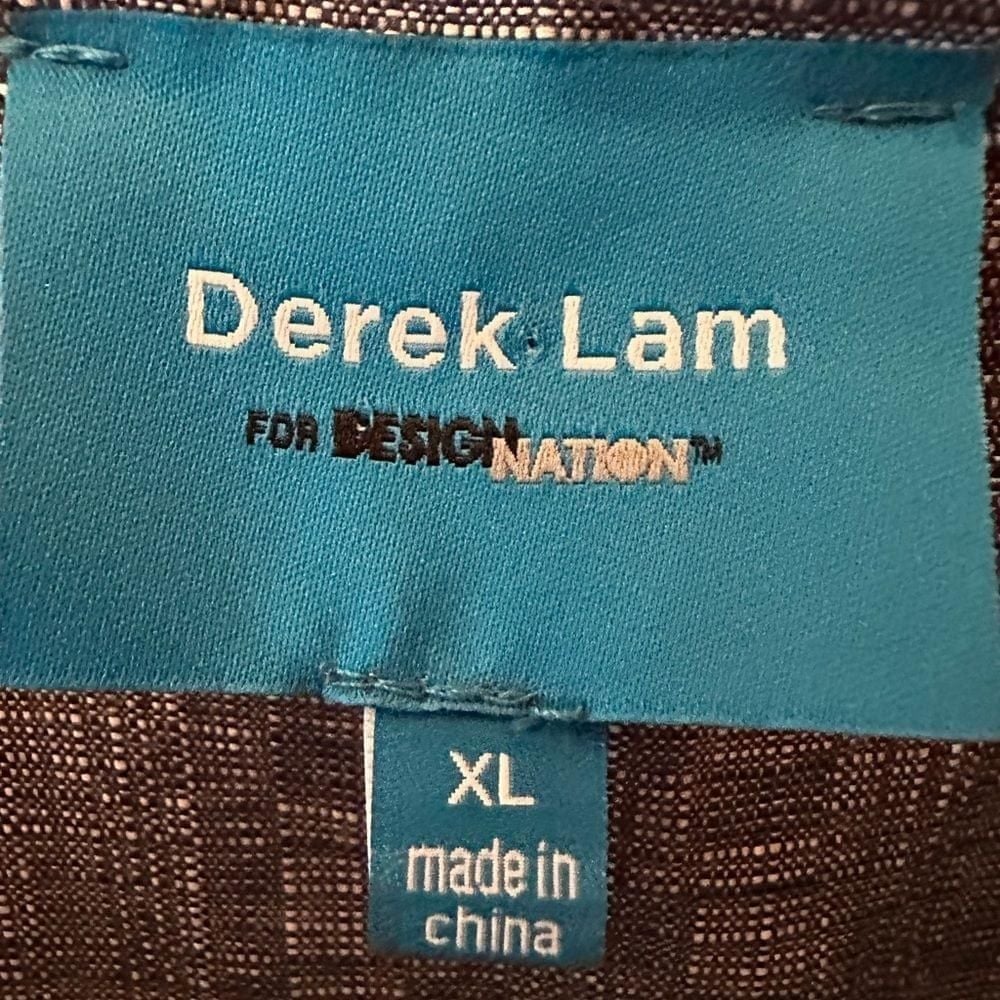 Derek Lam
FOR DESIGNNATION™
XL
made in
china